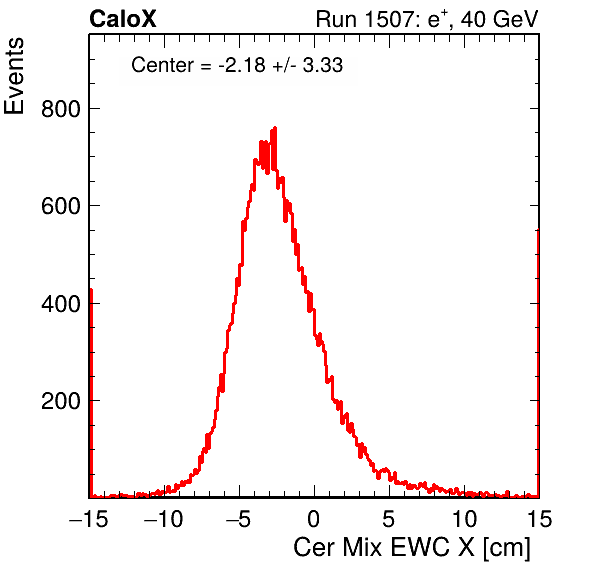 CaloX Run 1507: e⁺, 40 GeV
Events
Center = -2.18 +/- 3.33
800
600
400
200
−15 −10 −5 0 5 10 15
Cer Mix EWC X [cm]